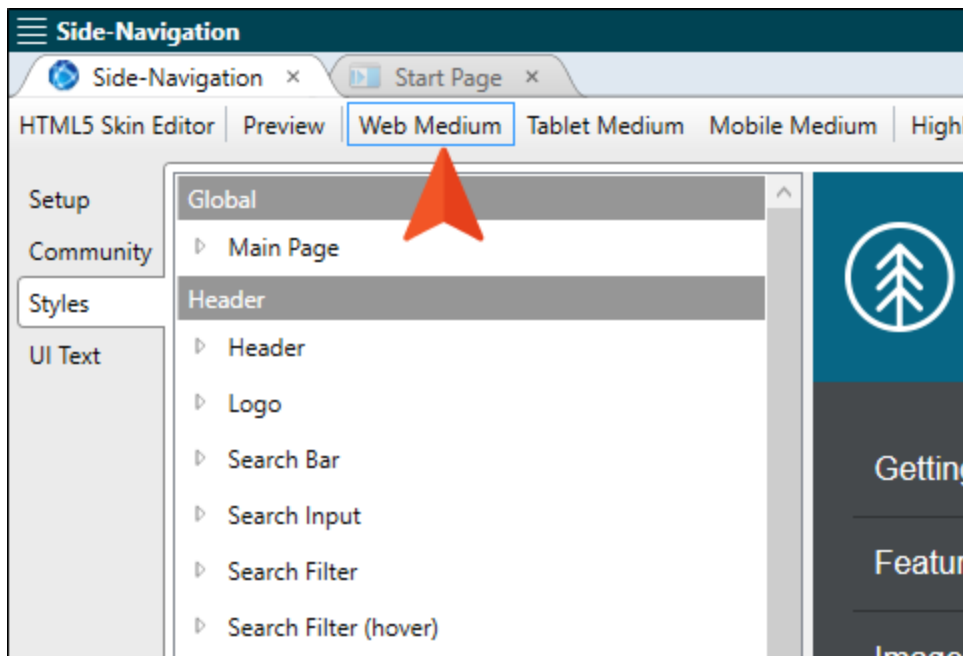 Side-Navigation
Side-Navigation × Start Page ×
HTML5 Skin Editor Preview Web Medium Tablet Medium Mobile Medium
Setup
Community
Styles
UI Text
Global
Main Page
Header
Header
Logo
Search Bar
Search Input
Search Filter
Search Filter (hover)